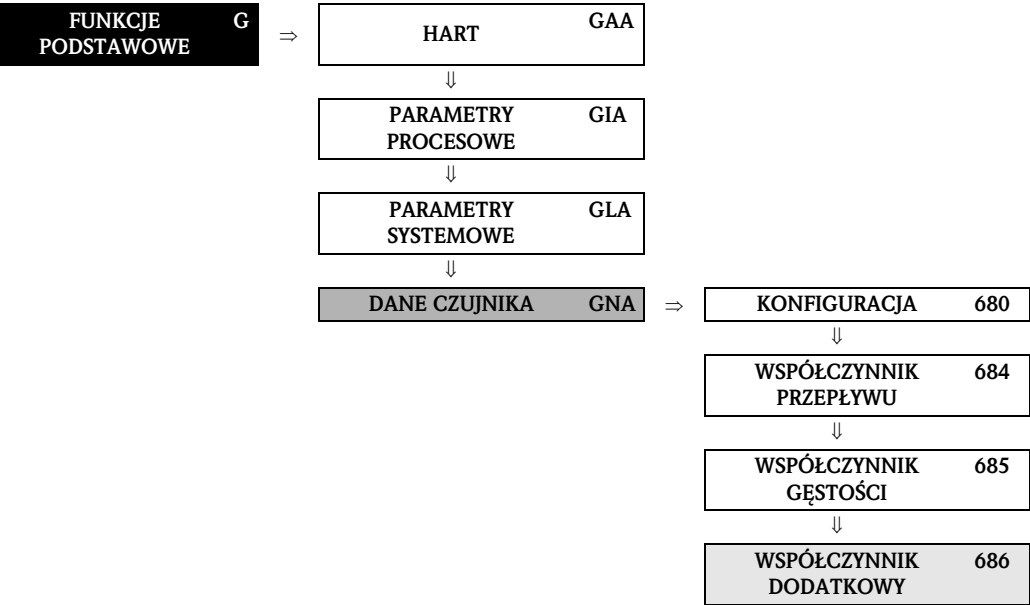 FUNKCJE G
PODSTAWOWE
⇒
HART GAA
⇓
PARAMETRY GIA
PROCESOWE
⇓
PARAMETRY GLA
SYSTEMOWE
⇓
DANE CZUJNIKA GNA
⇒
KONFIGURACJA 680
⇓
WSPÓŁCZYNNIK 684
PRZEPŁYWU
⇓
WSPÓŁCZYNNIK 685
GĘSTOŚCI
⇓
WSPÓŁCZYNNIK 686
DODATKOWY